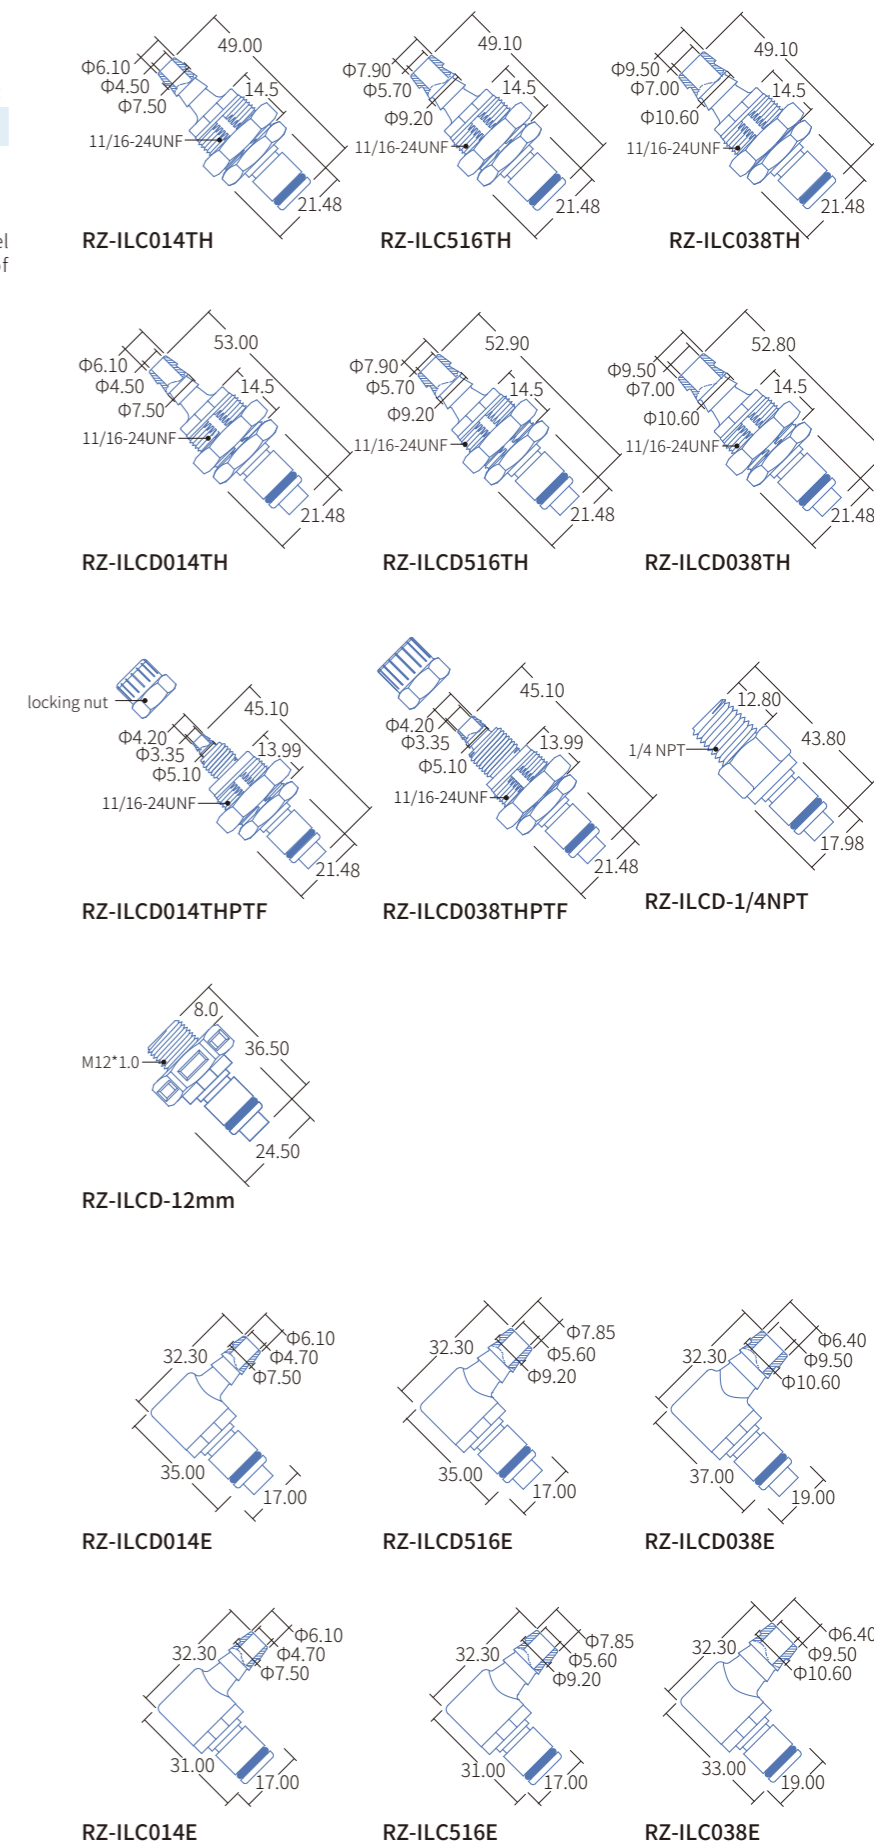 el
of
Φ6.10
Φ4.50
Φ7.50
49.00
14.5
11/16-24UNF
21.48
RZ-ILC014TH
Φ7.90
Φ5.70
Φ9.20
49.10
14.5
11/16-24UNF
21.48
RZ-ILC516TH
Φ9.50
Φ7.00
Φ10.60
49.10
14.5
11/16-24UNF
21.48
RZ-ILC038TH
Φ6.10
Φ4.50
Φ7.50
53.00
14.5
11/16-24UNF
21.48
RZ-ILCD014TH
Φ7.90
Φ5.70
Φ9.20
52.90
14.5
11/16-24UNF
21.48
RZ-ILCD516TH
Φ9.50
Φ7.00
Φ10.60
52.80
14.5
11/16-24UNF
21.48
RZ-ILCD038TH
locking nut
Φ4.20
Φ3.35
Φ5.10
45.10
13.99
11/16-24UNF
21.48
RZ-ILCD014THPTF
Φ4.20
Φ3.35
Φ5.10
45.10
13.99
11/16-24UNF
21.48
RZ-ILCD038THPTF
12.80
43.80
1/4 NPT
17.98
RZ-ILCD-1/4NPT
8.0
36.50
M12*1.0
24.50
RZ-ILCD-12mm
32.30
Φ6.10
Φ4.70
Φ7.50
35.00
17.00
RZ-ILCD014E
32.30
Φ7.85
Φ5.60
Φ9.20
35.00
17.00
RZ-ILCD516E
32.30
Φ6.40
Φ9.50
Φ10.60
37.00
19.00
RZ-ILCD038E
32.30
Φ6.10
Φ4.70
Φ7.50
31.00
17.00
RZ-ILC014E
32.30
Φ7.85
Φ5.60
Φ9.20
31.00
17.00
RZ-ILC516E
32.30
Φ6.40
Φ9.50
Φ10.60
33.00
19.00
RZ-ILC038E